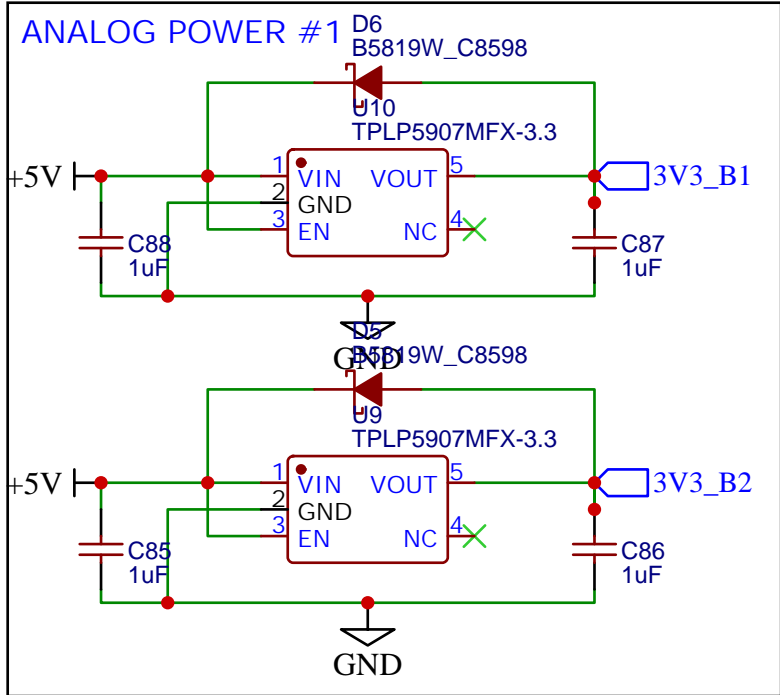 ANALOG POWER #1
D6
B5819W_C8598
U10
TPLP5907MFX-3.3
+5V
1 VIN VOUT 5
2 GND
3 EN NC 4
3V3_B1
C88
1uF
C87
1uF
GND
D5
B5819W_C8598
U9
TPLP5907MFX-3.3
+5V
1 VIN VOUT 5
2 GND
3 EN NC 4
3V3_B2
C85
1uF
C86
1uF
GND